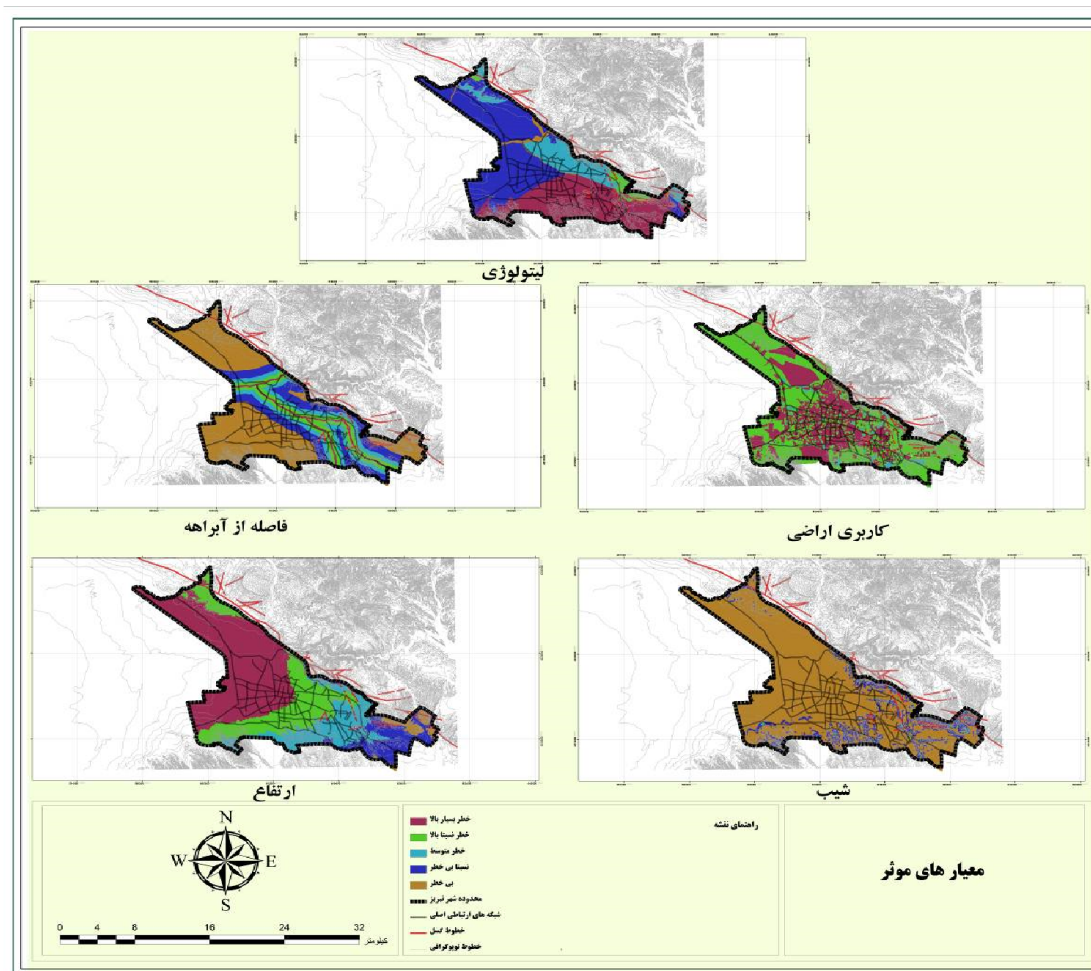 لیتولوژی
فاصله از آبراهه
کاربری اراضی
ارتفاع
شیب
N
W E
S
0 4 8 16 24 32
کیلومتر
راهنمای نقشه
خطر بسیار بالا
خطر نسبتا بالا
خطر متوسط
نسبتا بی خطر
بی خطر
محدوده شهر تبریز
شبکه های ارتباطی اصلی
خطوط گسل
خطوط توپوگرافی
معیار های موثر